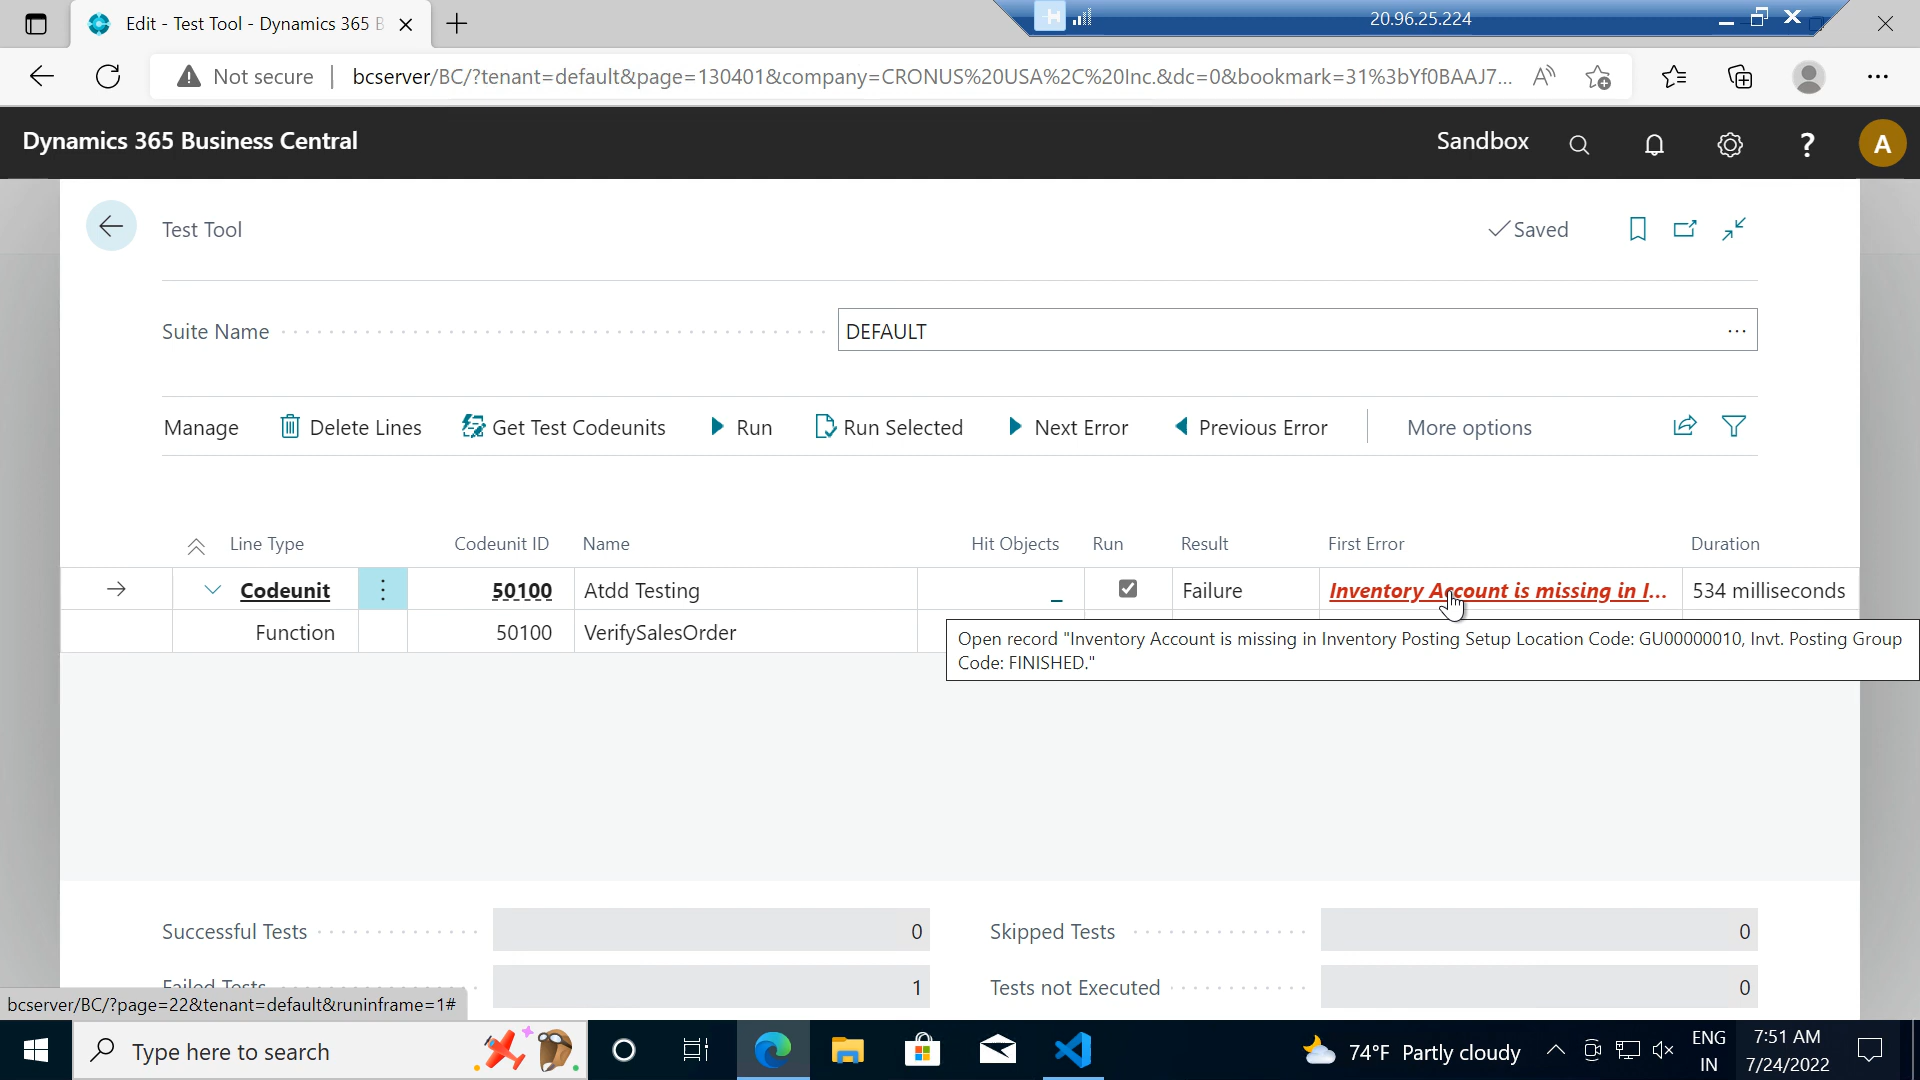 Edit - Test Tool - Dynamics 365 B
20.96.25.224
Not secure
bcserver/BC/?tenant=default&page=130401&company=CRONUS%20USA%2C%20Inc.&dc=0&bookmark=31%3bYf0BAAJ7...
Dynamics 365 Business Central
Sandbox
?
A
Test Tool
Saved
Suite Name
DEFAULT
Manage
Delete Lines
Get Test Codeunits
Run
Run Selected
Next Error
Previous Error
More options
Line Type
Codeunit ID
Name
Hit Objects
Run
Result
First Error
Duration
Codeunit
50100
Atdd Testing
_
Failure
Inventory Account is missing in I...
534 milliseconds
Function
50100
VerifySalesOrder
Open record "Inventory Account is missing in Inventory Posting Setup Location Code: GU00000010, Invt. Posting Group
Code: FINISHED."
Successful Tests
0
Skipped Tests
0
Failed Tests
1
Tests not Executed
0
bcserver/BC/?page=22&tenant=default&runinframe=1#
Type here to search
74°F Partly cloudy
ENG
IN
7:51 AM
7/24/2022